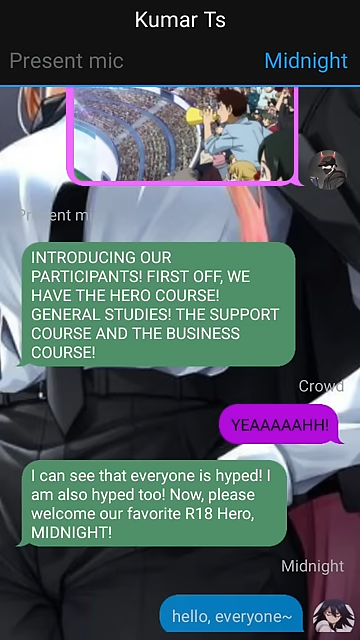 Kumar Ts
Present mic
Midnight
Present m
INTRODUCING OUR
PARTICIPANTS! FIRST OFF, WE
HAVE THE HERO COURSE!
GENERAL STUDIES! THE SUPPORT
COURSE AND THE BUSINESS
COURSE!
Crowd
YEAAAAAHH!
I can see that everyone is hyped! I
am also hyped too! Now, please
welcome our favorite R18 Hero,
MIDNIGHT!
Midnight
hello, everyone~